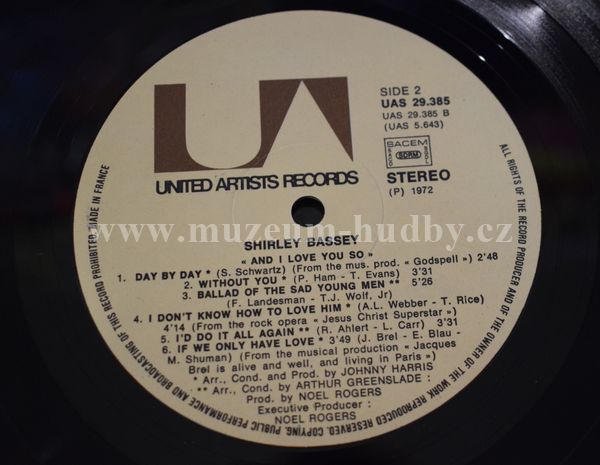 UA
UNITED ARTISTS RECORDS
SIDE 2
UAS 29.385
UAS 29.385 B
(UAS 5.643)
SACEM
SDRM
STEREO
(P) 1972
www.muzeum-hudby.cz
SHIRLEY BASSEY
« AND I LOVE YOU SO »
1. DAY BY DAY * (S. Schwartz) (From the mus. prod. « Godspell ») 2'48
2. WITHOUT YOU * (P. Ham - T. Evans) 3'31
3. BALLAD OF THE SAD YOUNG MEN ** 5'26
(F. Landesman - T.J. Wolf, Jr)
4. I DON'T KNOW HOW TO LOVE HIM * (A.L. Webber - T. Rice)
4'14 (From the rock opera « Jesus Christ Superstar »)
5. I'D DO IT ALL AGAIN ** (R. Ahlert - L. Carr) 3'31
6. IF WE ONLY HAVE LOVE * 3'49 (J. Brel - E. Blau -
M. Shuman) (From the musical production « Jacques
Brel is alive and well, and living in Paris »)
* Arr., Cond. and Prod. by JOHNNY HARRIS
** Arr., Cond. by ARTHUR GREENSLADE :
Prod. by NOEL ROGERS
Executive Producer :
NOEL ROGERS
ALL RIGHTS OF THE RECORD PRODUCER AND OF THE OWNER OF THE WORK REPRODUCED RESERVED. COPYING, PUBLIC PERFORMANCE AND BROADCASTING OF THIS RECORD PROHIBITED. MADE IN FRANCE